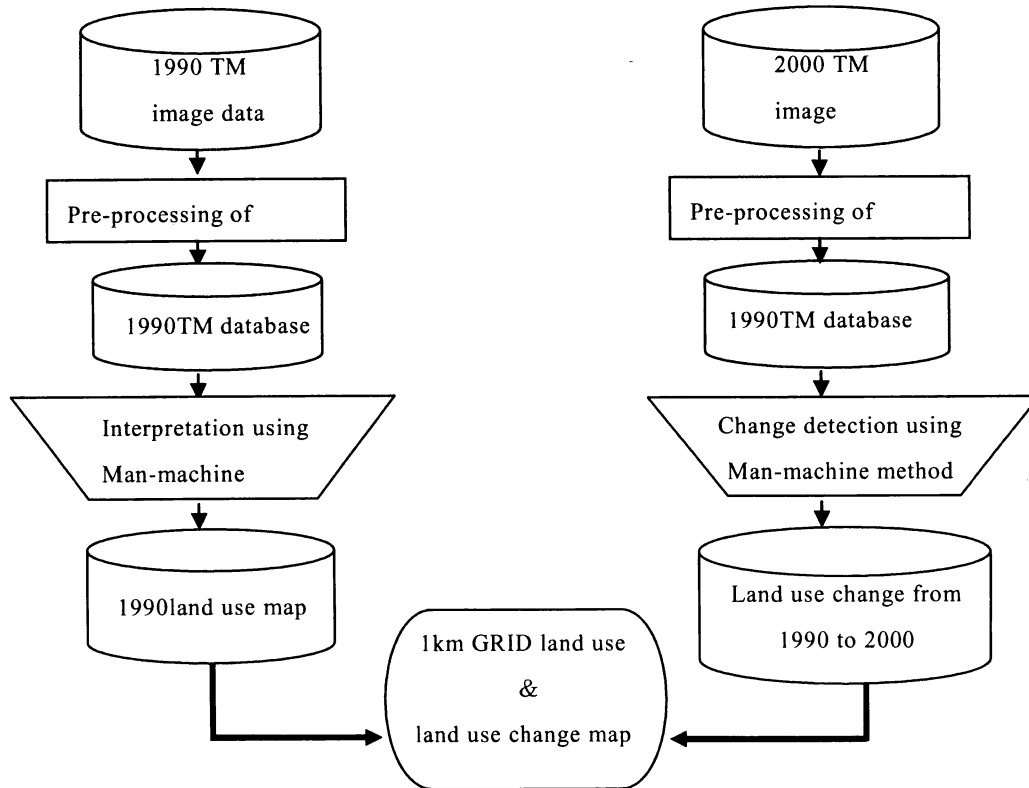 1990 TM
image data
Pre-processing of
1990TM database
Interpretation using
Man-machine
1990land use map
2000 TM
image
Pre-processing of
1990TM database
Change detection using
Man-machine method
Land use change from
1990 to 2000
1km GRID land use
&
land use change map